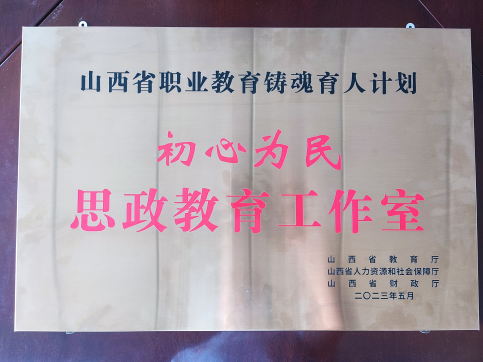 山西省职业教育铸魂育人计划
初心为民
思政教育工作室
山西省教育厅
山西省人力资源和社会保障厅
山西省财政厅
二〇二三年五月